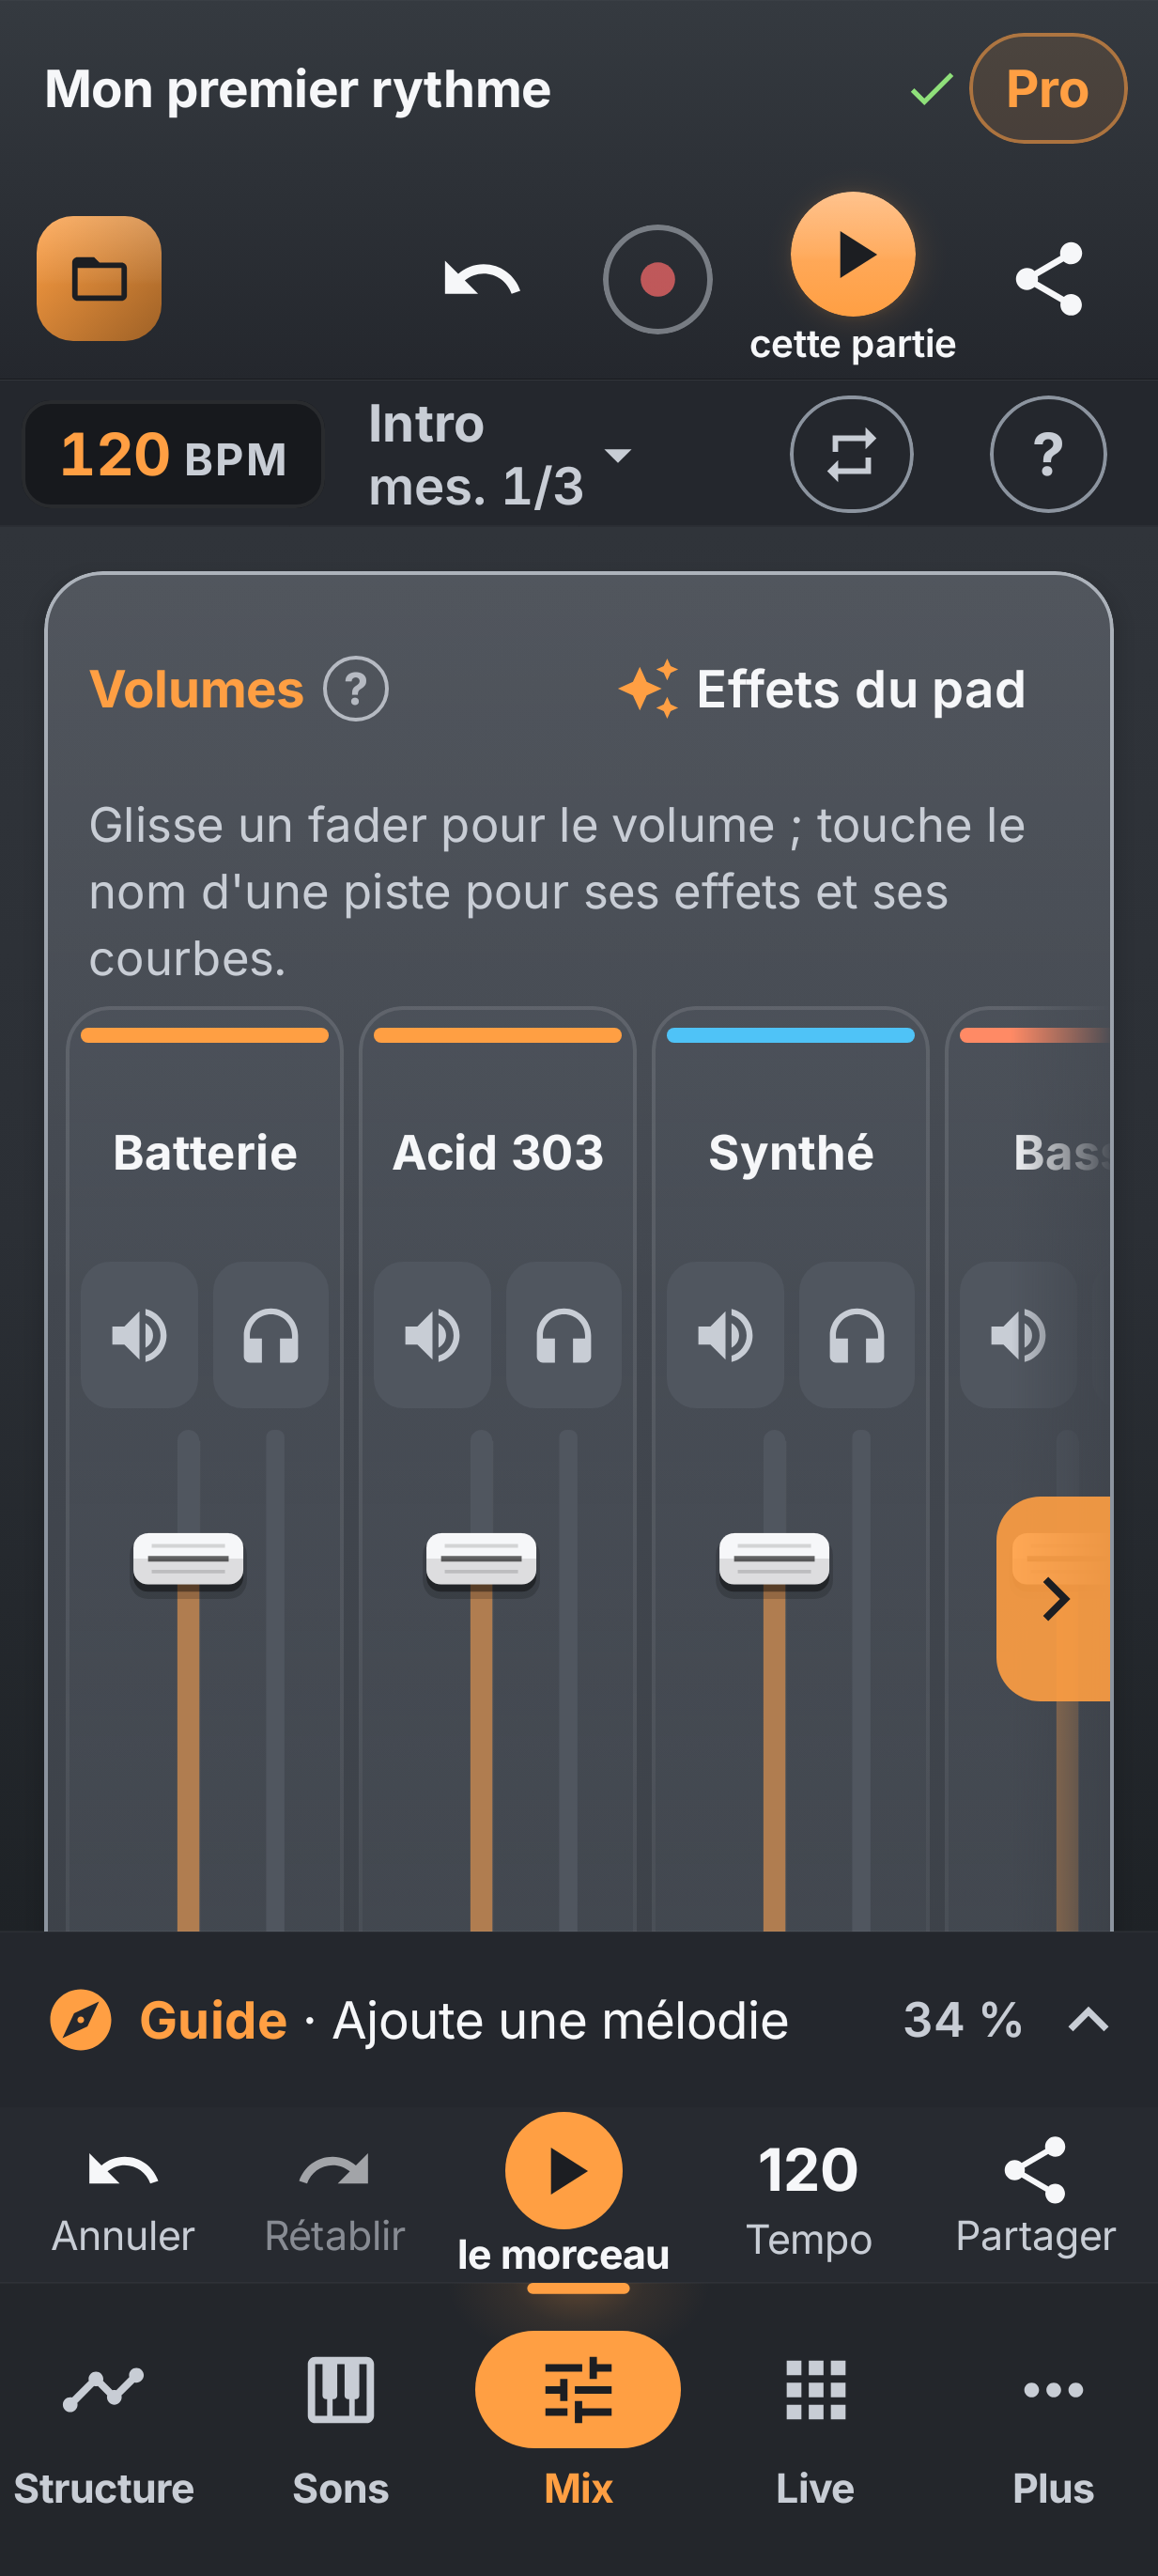 Mon premier rythme
Pro
cette partie
120 BPM
Intro
mes. 1/3
?
Volumes ?
Effets du pad
Glisse un fader pour le volume ; touche le
nom d'une piste pour ses effets et ses
courbes.
Batterie
Acid 303
Synthé
Guide · Ajoute une mélodie
34 %
Annuler
Rétablir
le morceau
120
Tempo
Partager
Structure
Sons
Mix
Live
Plus